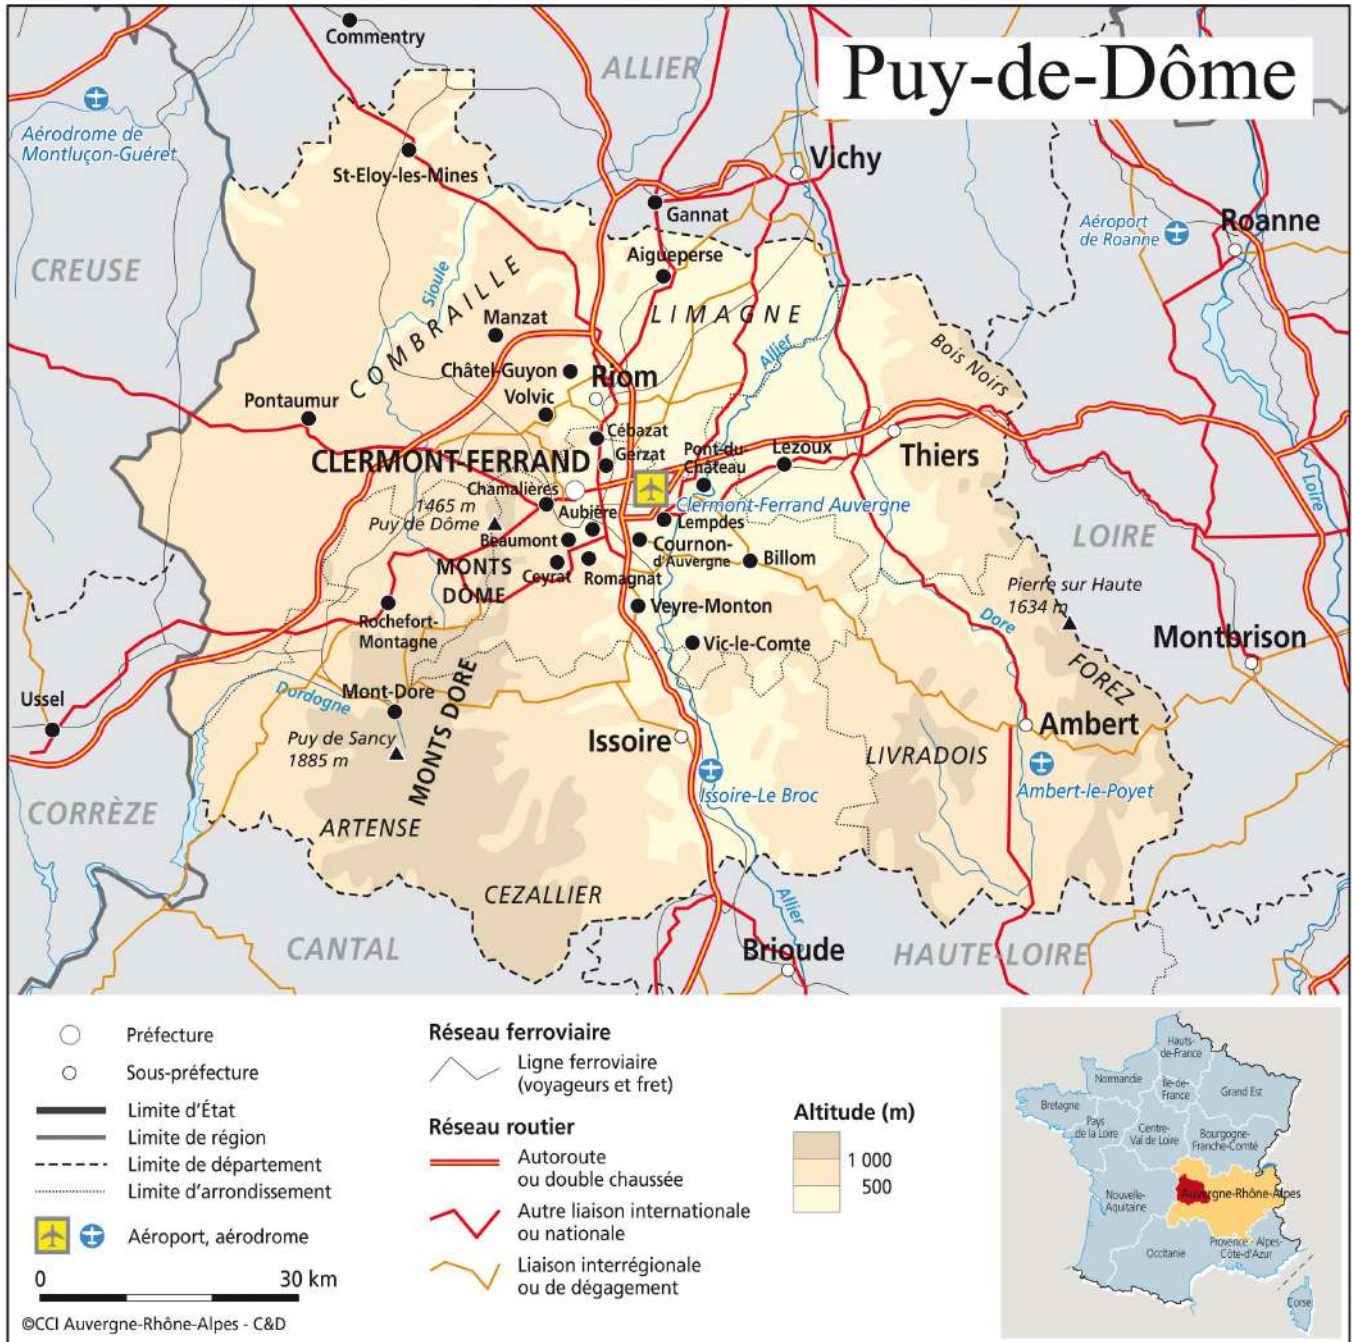 Puy-de-Dôme
Commentry
ALLIER
Aérodrome de
Montluçon-Guéret
Vichy
St-Eloy-les-Mines
Gannat
Aéroport
de Roanne
Roanne
CREUSE
Aigueperse
Sioule
COMBRAILLE
LIMAGNE
Manzat
Allier
Bois Noirs
Châtel-Guyon
Riom
Pontaumur
Volvic
Cébazat
CLERMONT-FERRAND
Gerzat
Pont-du-
Château
Lezoux
Thiers
Chamalières
1465 m
Puy de Dôme
Clermont-Ferrand Auvergne
Loire
Aubière
Lempdes
LOIRE
Beaumont
Cournon-
d'Auvergne
Billom
MONTS
DÔME
Ceyrat
Romagnat
Pierre sur Haute
1634 m
Rochefort-
Montagne
Veyre-Monton
Dore
Vic-le-Comte
Montbrison
FOREZ
Ussel
Dordogne
Mont-Dore
MONTS DORE
Puy de Sancy
1885 m
Issoire
Ambert
LIVRADOIS
Issoire-Le Broc
Ambert-le-Poyet
CORRÈZE
ARTENSE
CEZALLIER
Allier
CANTAL
Brioude
HAUTE-LOIRE
Préfecture
Sous-préfecture
Limite d'État
Limite de région
Limite de département
Limite d'arrondissement
Aéroport, aérodrome
0 30 km
©CCI Auvergne-Rhône-Alpes - C&D
Réseau ferroviaire
Ligne ferroviaire
(voyageurs et fret)
Réseau routier
Autoroute
ou double chaussée
Autre liaison internationale
ou nationale
Liaison interrégionale
ou de dégagement
Altitude (m)
1 000
500
Hauts-
de-France
Normandie
Île-de-
France
Grand Est
Bretagne
Pays
de la Loire
Centre-
Val de Loire
Bourgogne-
Franche-Comté
Nouvelle-
Aquitaine
Auvergne-Rhône-Alpes
Occitanie
Provence - Alpes-
Côte-d'Azur
Corse